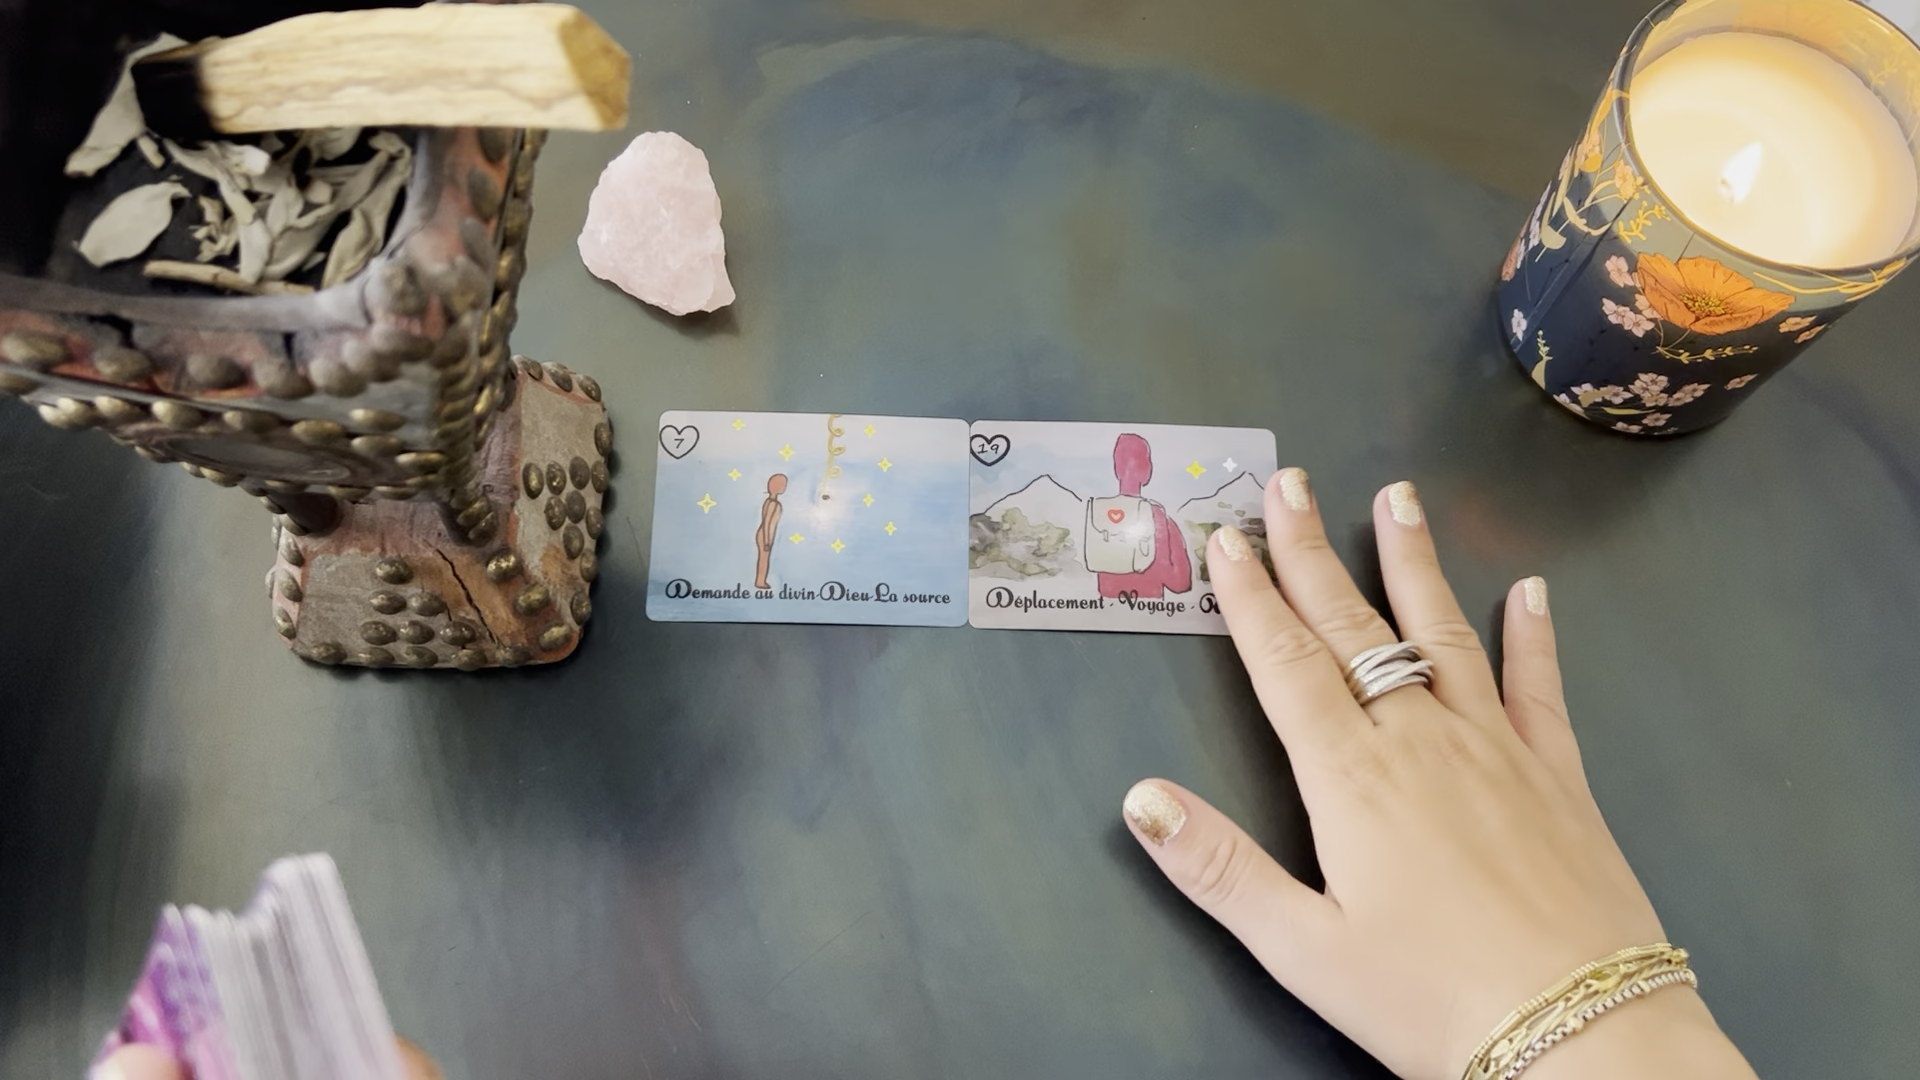 7
Demande au divin-Dieu-La source
19
Déplacement · Voyage ·